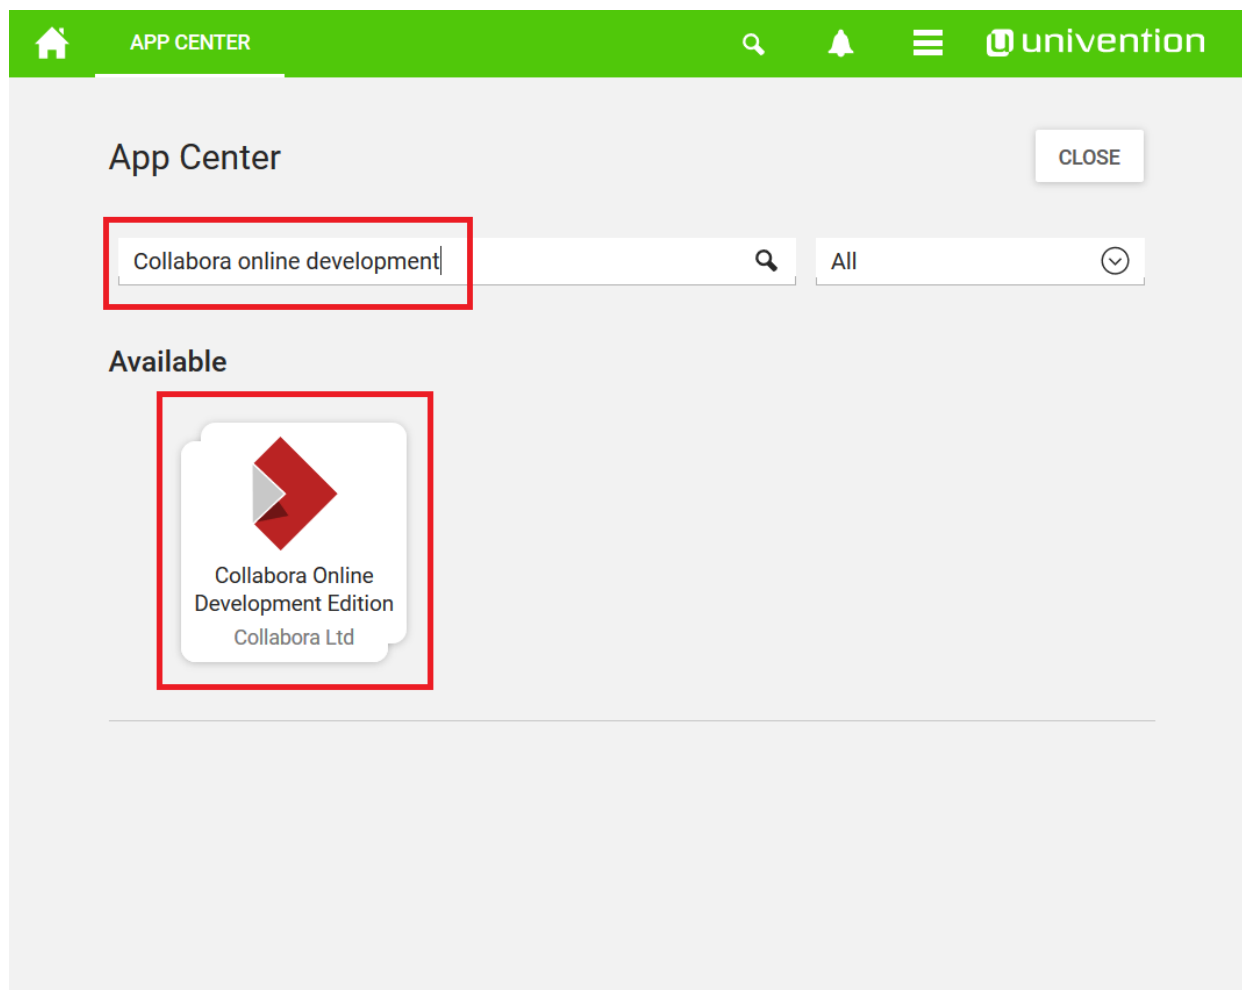 APP CENTER
univention
App Center
CLOSE
Collabora online development
All
Available
Collabora Online
Development Edition
Collabora Ltd